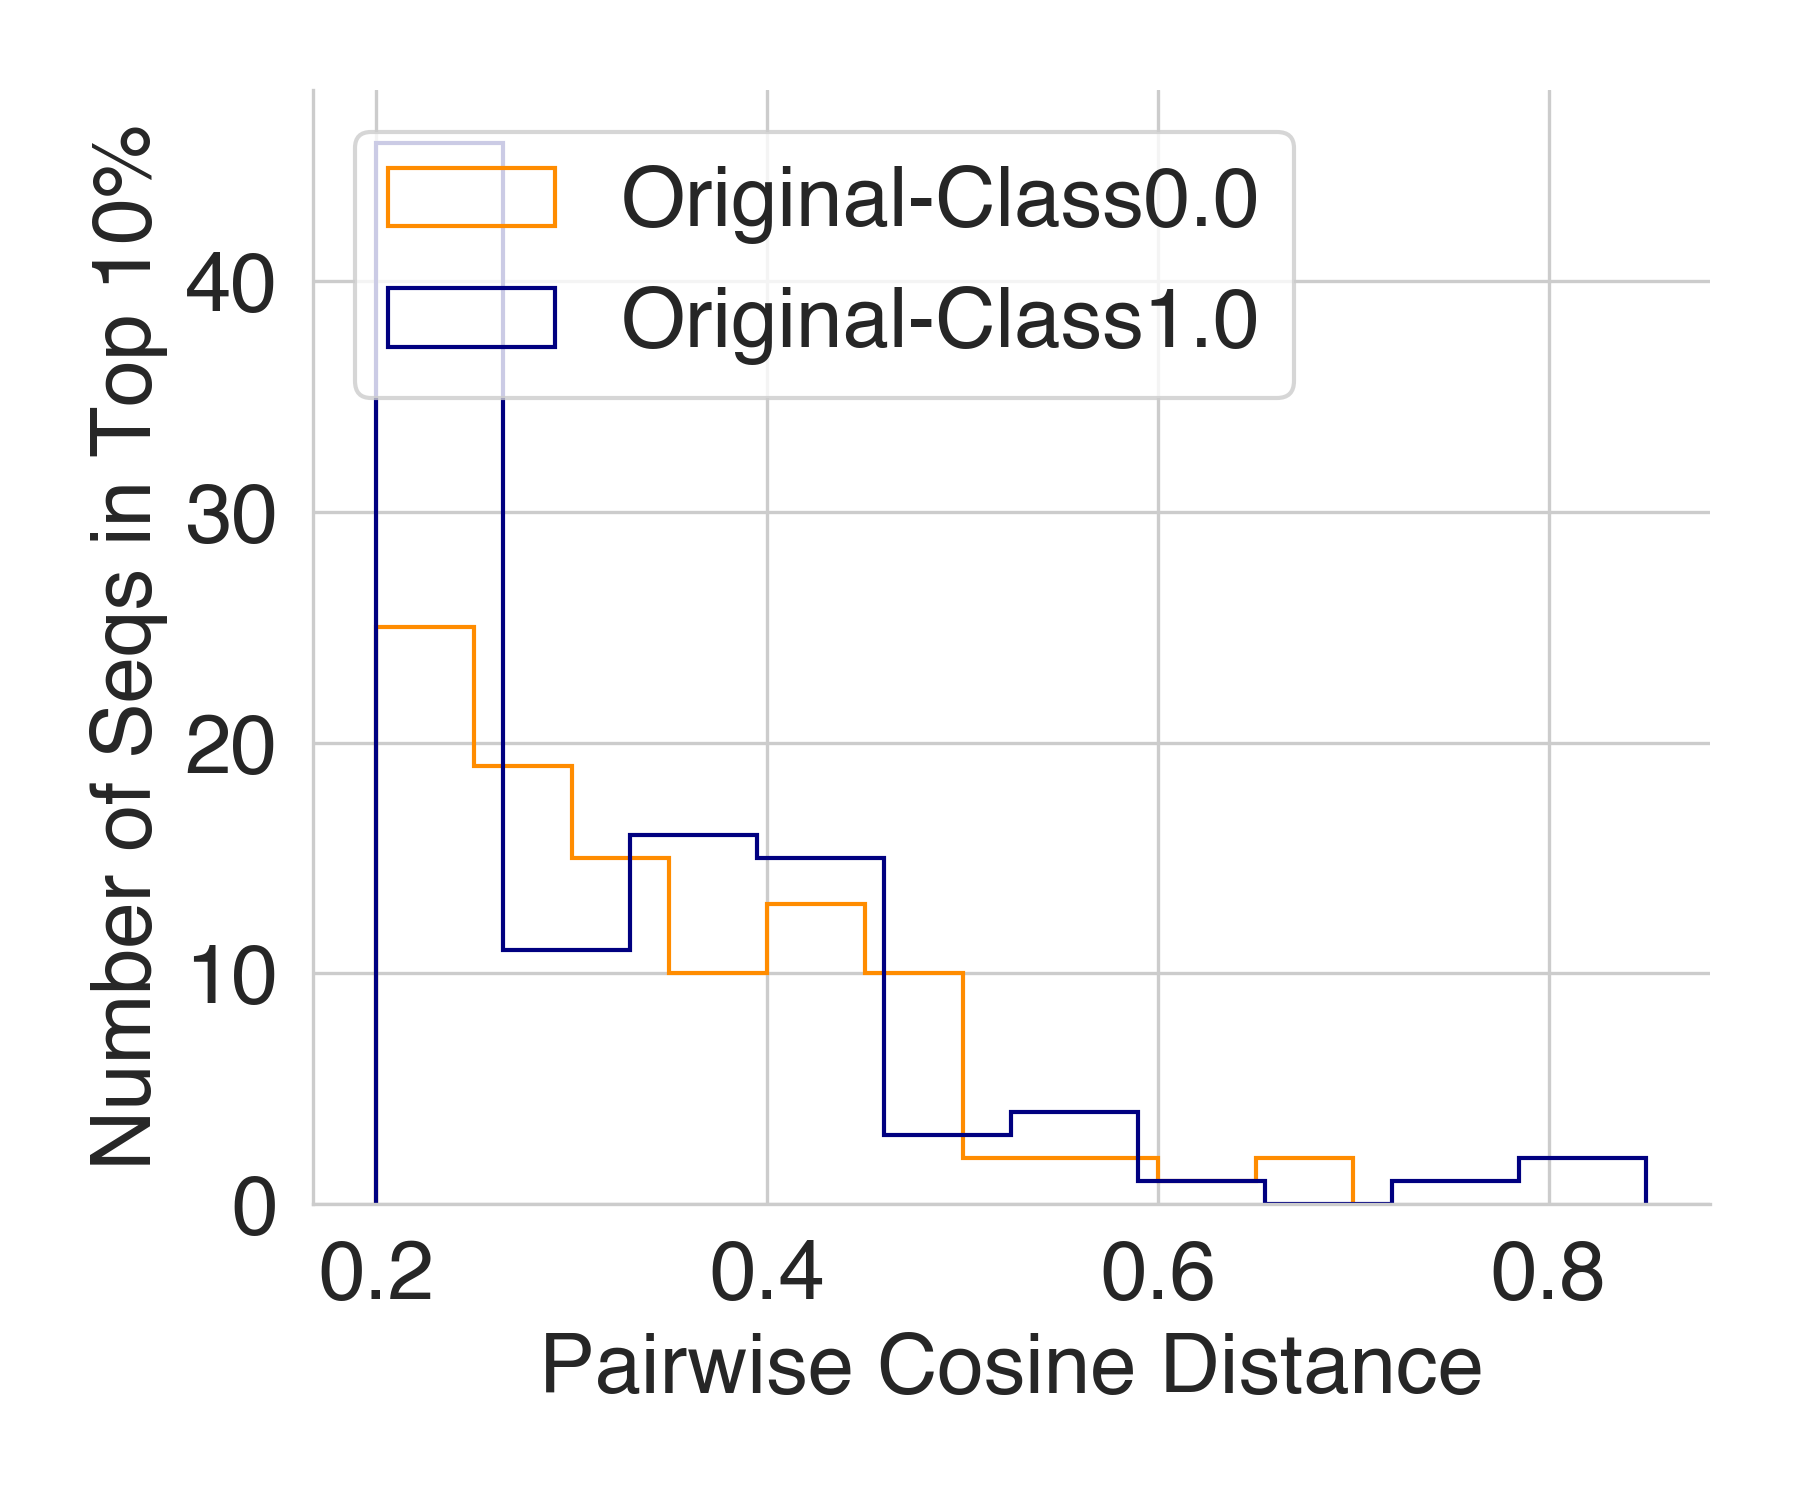 Number of Seqs in Top 10%
40
30
20
10
0
Original-Class0.0
Original-Class1.0
0.2 0.4 0.6 0.8
Pairwise Cosine Distance